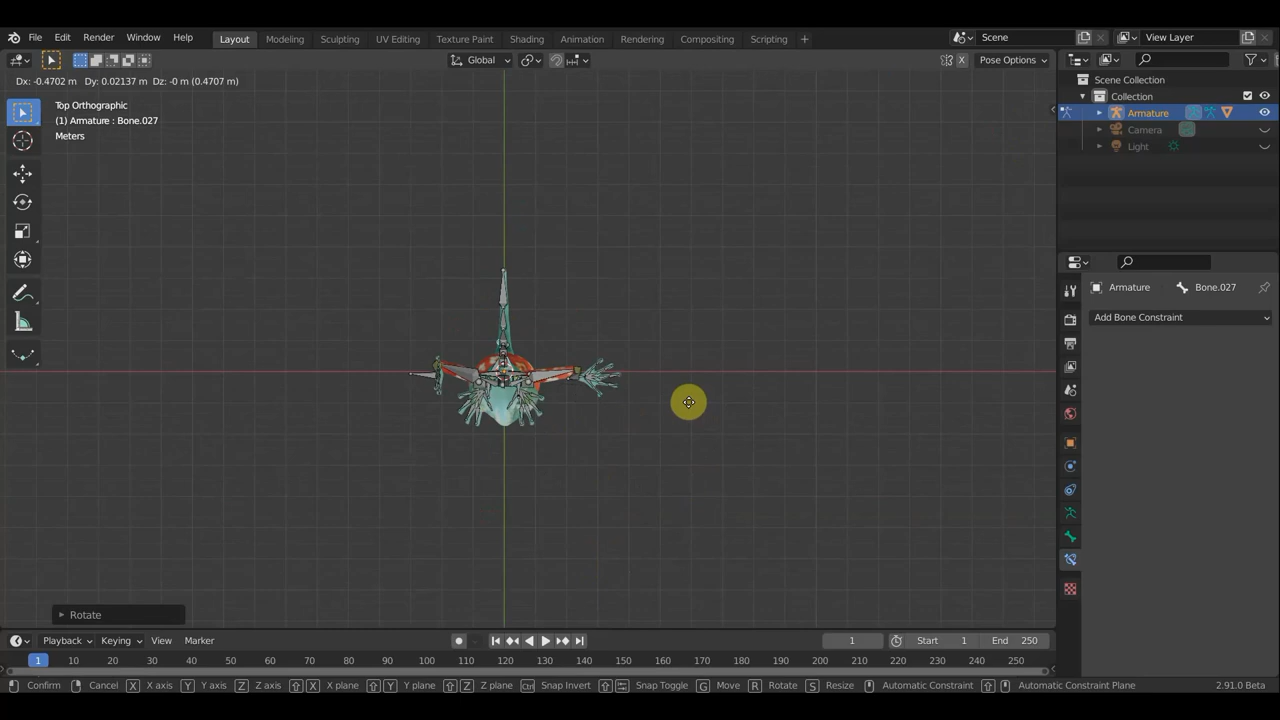 File Edit Render Window Help Layout Modeling Sculpting UV Editing Texture Paint Shading Animation Rendering Compositing Scripting + Scene View Layer
Global X Pose Options
Dx: -0.4702 m Dy: 0.02137 m Dz: -0 m (0.4707 m)
Top Orthographic
(1) Armature : Bone.027
Meters
Scene Collection
Collection
Armature
Camera
Light
Armature Bone.027
Add Bone Constraint
Rotate
Playback Keying View Marker 1 Start 1 End 250
1 10 20 30 40 50 60 70 80 90 100 110 120 130 140 150 160 170 180 190 200 210 220 230 240 250
Confirm Cancel X X axis Y Y axis Z Z axis X X plane Y Y plane Z Z plane Ctrl Snap Invert Snap Toggle G Move R Rotate S Resize Automatic Constraint Automatic Constraint Plane 2.91.0 Beta